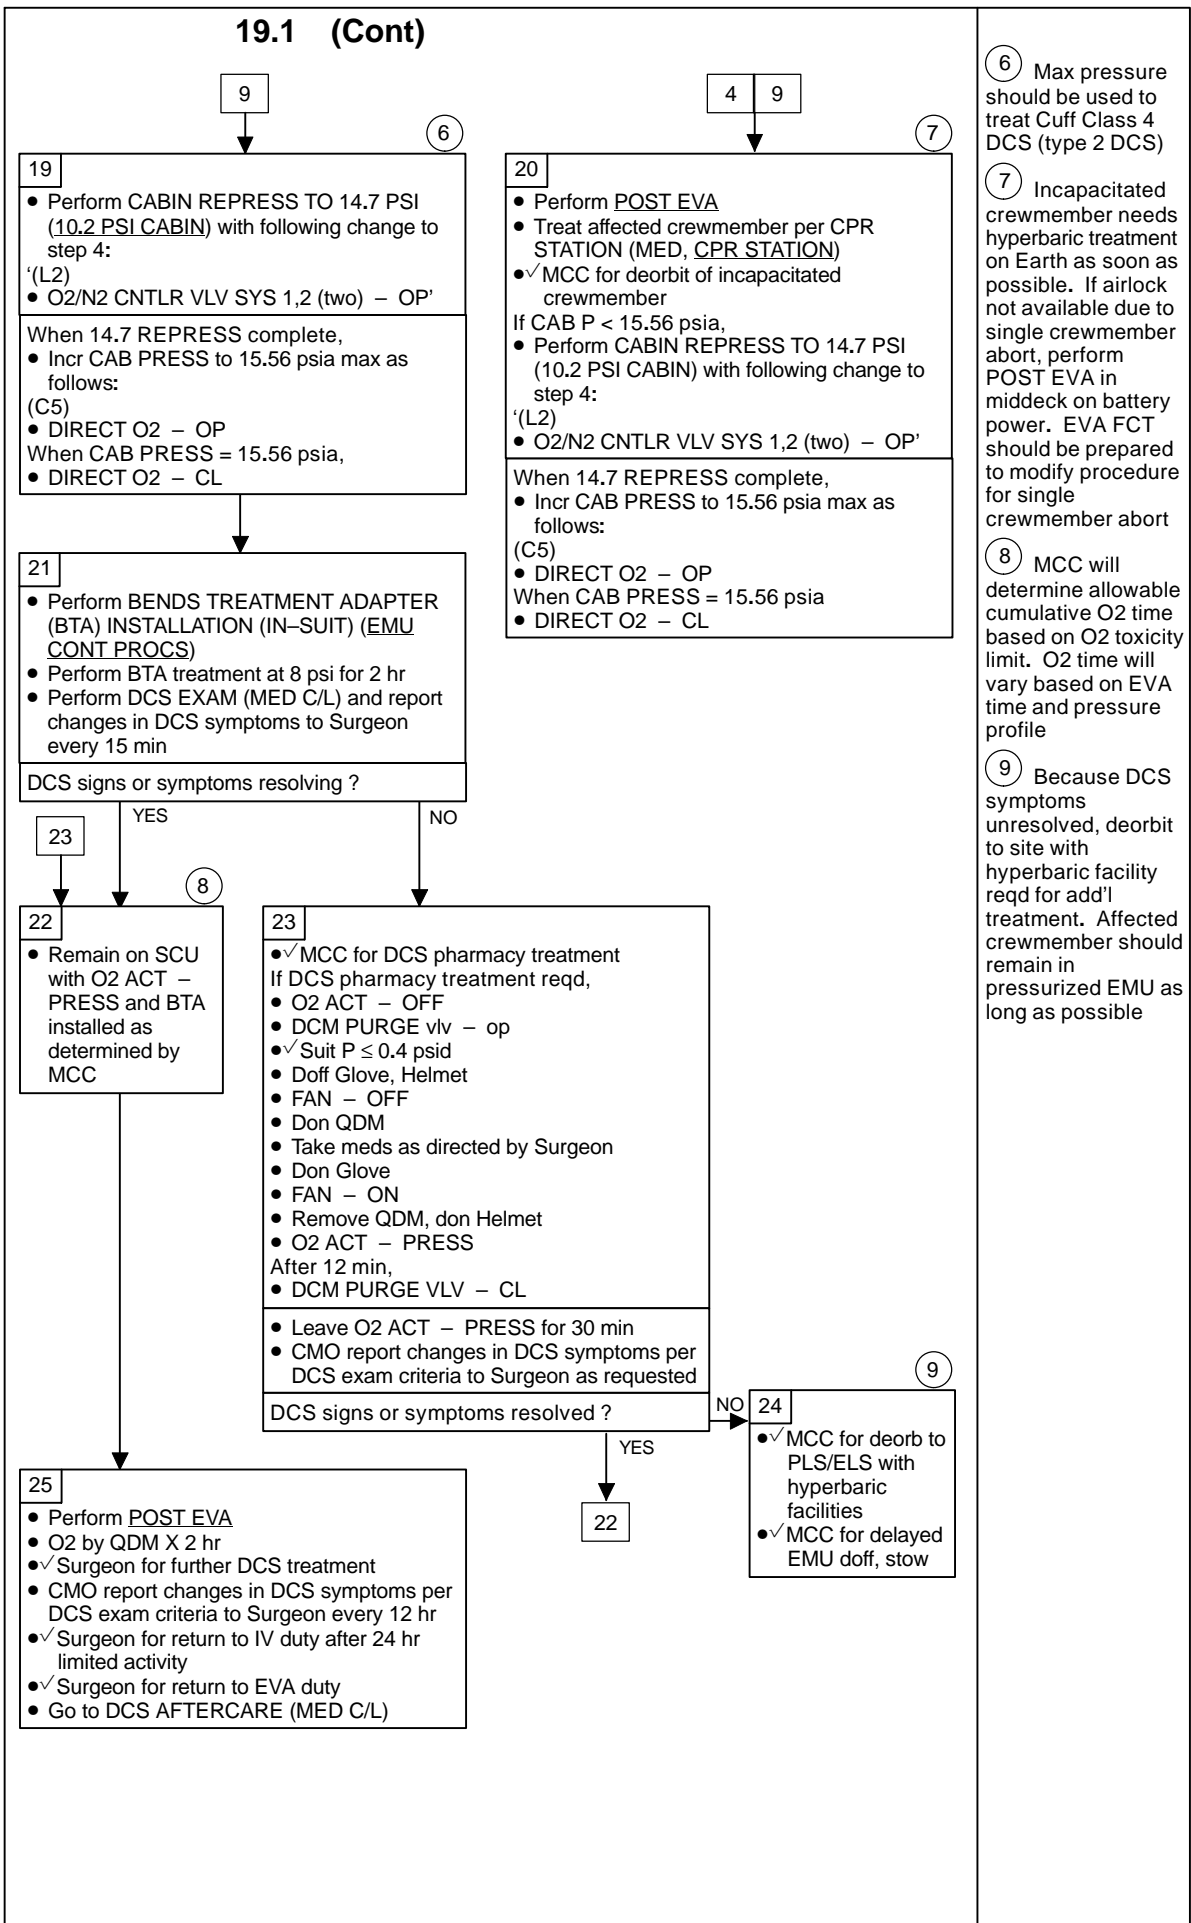 19.1 (Cont)
9
6
19
● Perform CABIN REPRESS TO 14.7 PSI
(10.2 PSI CABIN) with following change to
step 4:
‘(L2)
● O2/N2 CNTLR VLV SYS 1,2 (two) – OP’
When 14.7 REPRESS complete,
● Incr CAB PRESS to 15.56 psia max as
follows:
(C5)
● DIRECT O2 – OP
When CAB PRESS = 15.56 psia,
● DIRECT O2 – CL
4 9
7
20
● Perform POST EVA
● Treat affected crewmember per CPR
STATION (MED, CPR STATION)
●√MCC for deorbit of incapacitated
crewmember
If CAB P < 15.56 psia,
● Perform CABIN REPRESS TO 14.7 PSI
(10.2 PSI CABIN) with following change to
step 4:
‘(L2)
● O2/N2 CNTLR VLV SYS 1,2 (two) – OP’
When 14.7 REPRESS complete,
● Incr CAB PRESS to 15.56 psia max as
follows:
(C5)
● DIRECT O2 – OP
When CAB PRESS = 15.56 psia
● DIRECT O2 – CL
21
● Perform BENDS TREATMENT ADAPTER
(BTA) INSTALLATION (IN–SUIT) (EMU
CONT PROCS)
● Perform BTA treatment at 8 psi for 2 hr
● Perform DCS EXAM (MED C/L) and report
changes in DCS symptoms to Surgeon
every 15 min
DCS signs or symptoms resolving ?
YES
NO
23
8
22
● Remain on SCU
with O2 ACT –
PRESS and BTA
installed as
determined by
MCC
23
●√MCC for DCS pharmacy treatment
If DCS pharmacy treatment reqd,
● O2 ACT – OFF
● DCM PURGE vlv – op
●√Suit P ≤ 0.4 psid
● Doff Glove, Helmet
● FAN – OFF
● Don QDM
● Take meds as directed by Surgeon
● Don Glove
● FAN – ON
● Remove QDM, don Helmet
● O2 ACT – PRESS
After 12 min,
● DCM PURGE VLV – CL
● Leave O2 ACT – PRESS for 30 min
● CMO report changes in DCS symptoms per
DCS exam criteria to Surgeon as requested
DCS signs or symptoms resolved ?
NO
YES
22
9
24
●√MCC for deorb to
PLS/ELS with
hyperbaric
facilities
●√MCC for delayed
EMU doff, stow
25
● Perform POST EVA
● O2 by QDM X 2 hr
●√Surgeon for further DCS treatment
● CMO report changes in DCS symptoms per
DCS exam criteria to Surgeon every 12 hr
●√Surgeon for return to IV duty after 24 hr
limited activity
●√Surgeon for return to EVA duty
● Go to DCS AFTERCARE (MED C/L)
6 Max pressure
should be used to
treat Cuff Class 4
DCS (type 2 DCS)
7 Incapacitated
crewmember needs
hyperbaric treatment
on Earth as soon as
possible. If airlock
not available due to
single crewmember
abort, perform
POST EVA in
middeck on battery
power. EVA FCT
should be prepared
to modify procedure
for single
crewmember abort
8 MCC will
determine allowable
cumulative O2 time
based on O2 toxicity
limit. O2 time will
vary based on EVA
time and pressure
profile
9 Because DCS
symptoms
unresolved, deorbit
to site with
hyperbaric facility
reqd for add’l
treatment. Affected
crewmember should
remain in
pressurized EMU as
long as possible